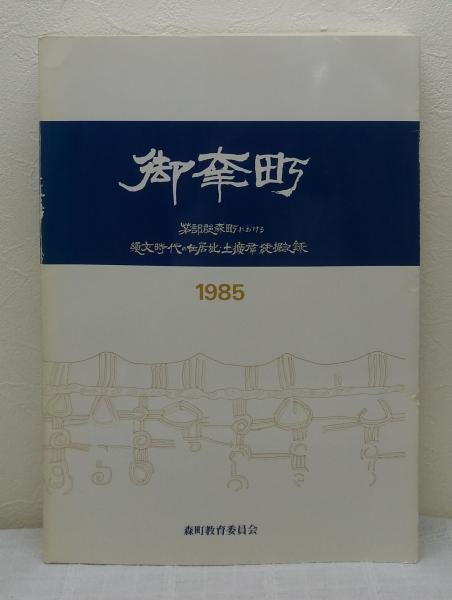 御幸町
茅部郡森町における
縄文時代の住居址・土壙群発掘記録
1985
森町教育委員会